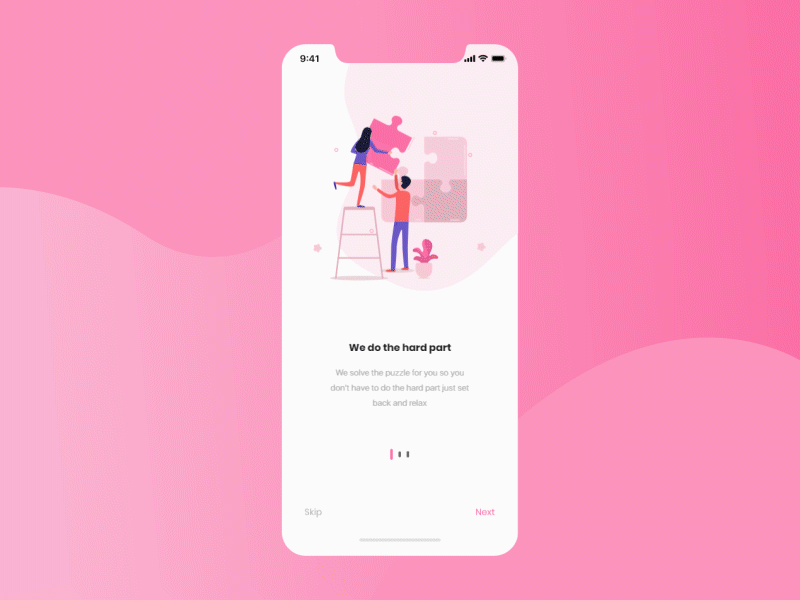 9:41
We do the hard part
We solve the puzzle for you so you
don't have to do the hard part just set
back and relax
Skip
Next